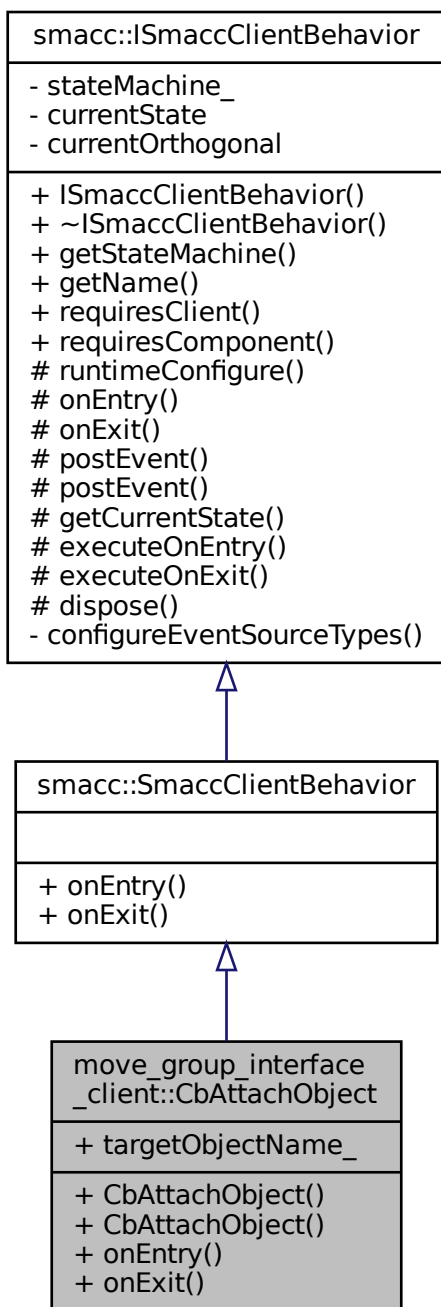 smacc::ISmaccClientBehavior
- stateMachine_
- currentState
- currentOrthogonal
+ ISmaccClientBehavior()
+ ~ISmaccClientBehavior()
+ getStateMachine()
+ getName()
+ requiresClient()
+ requiresComponent()
# runtimeConfigure()
# onEntry()
# onExit()
# postEvent()
# postEvent()
# getCurrentState()
# executeOnEntry()
# executeOnExit()
# dispose()
- configureEventSourceTypes()
smacc::SmaccClientBehavior
+ onEntry()
+ onExit()
move_group_interface
_client::CbAttachObject
+ targetObjectName_
+ CbAttachObject()
+ CbAttachObject()
+ onEntry()
+ onExit()